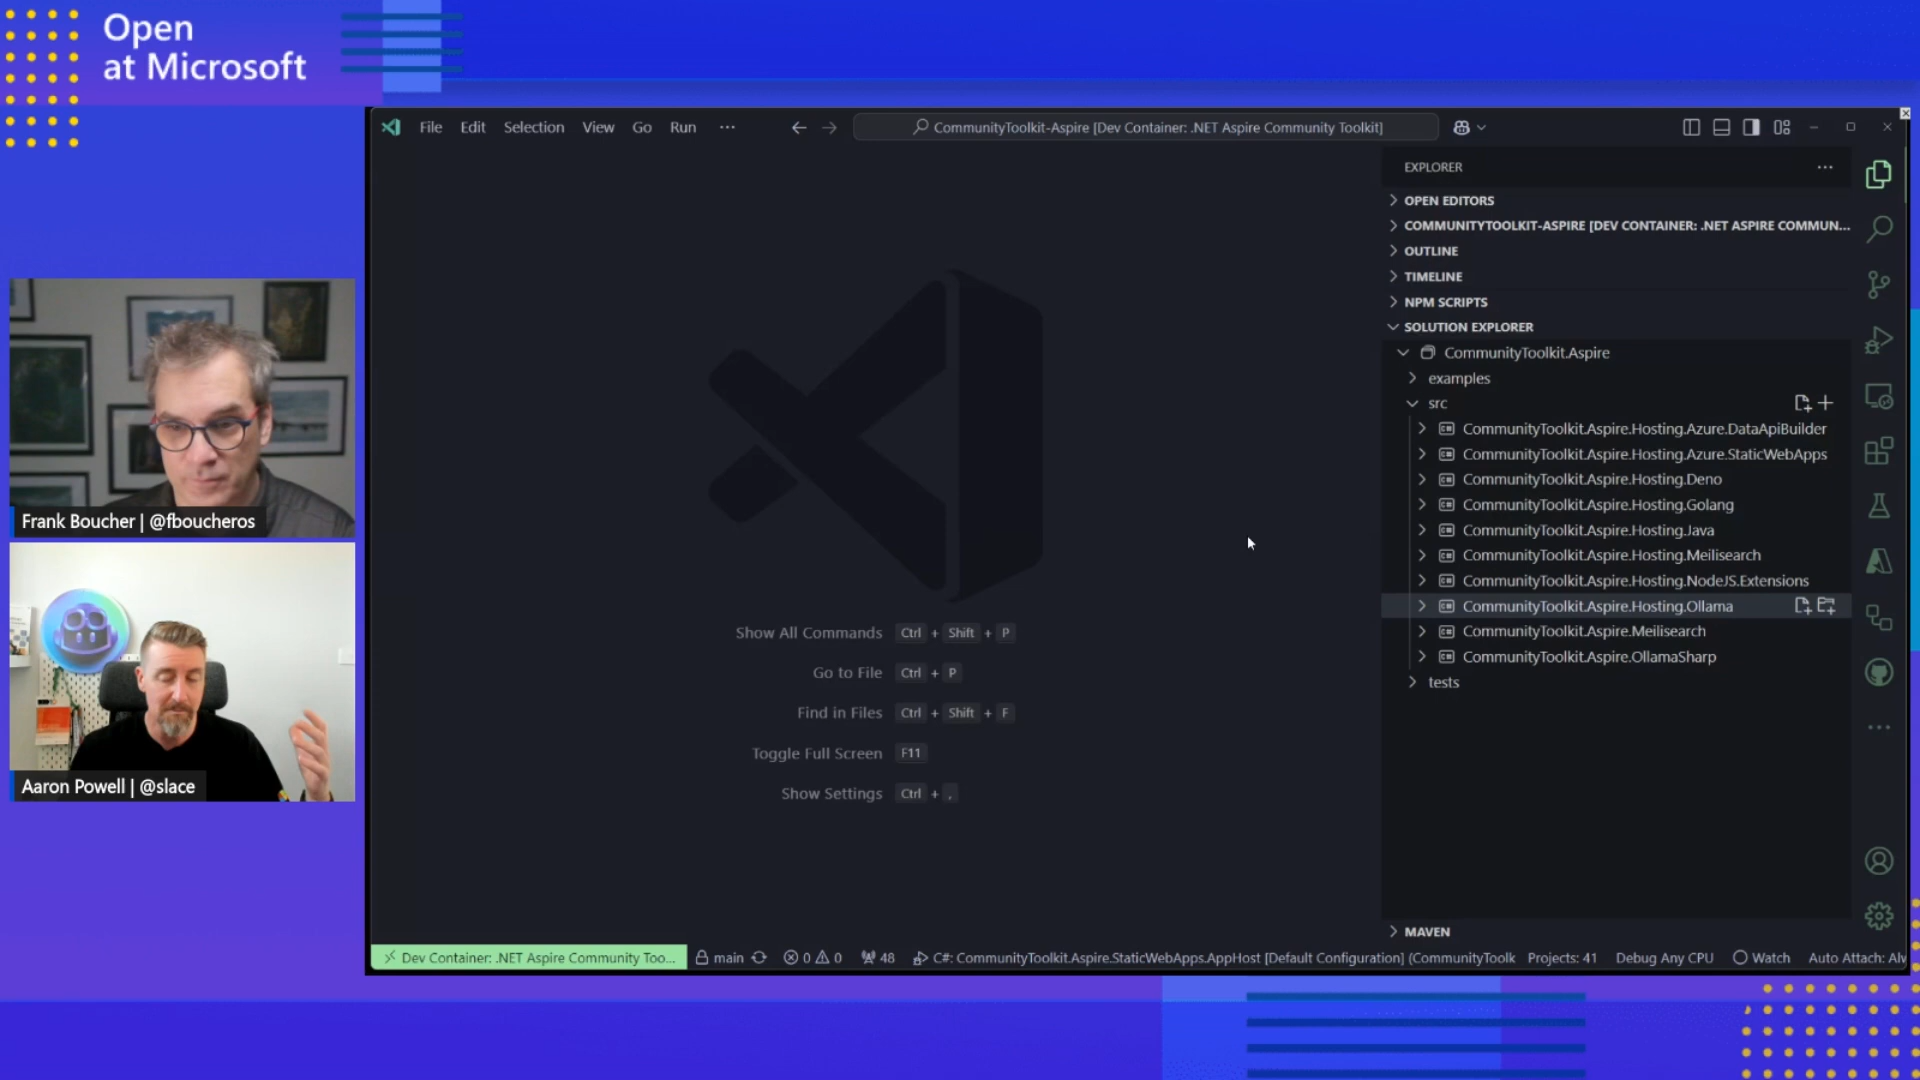 Open
at Microsoft
File Edit Selection View Go Run ···
CommunityToolkit-Aspire [Dev Container: .NET Aspire Community Toolkit]
EXPLORER
OPEN EDITORS
COMMUNITYTOOLKIT-ASPIRE [DEV CONTAINER: .NET ASPIRE COMMUN...
OUTLINE
TIMELINE
NPM SCRIPTS
SOLUTION EXPLORER
CommunityToolkit.Aspire
examples
src
CommunityToolkit.Aspire.Hosting.Azure.DataApiBuilder
CommunityToolkit.Aspire.Hosting.Azure.StaticWebApps
CommunityToolkit.Aspire.Hosting.Deno
CommunityToolkit.Aspire.Hosting.Golang
CommunityToolkit.Aspire.Hosting.Java
CommunityToolkit.Aspire.Hosting.Meilisearch
CommunityToolkit.Aspire.Hosting.NodeJS.Extensions
CommunityToolkit.Aspire.Hosting.Ollama
CommunityToolkit.Aspire.Meilisearch
CommunityToolkit.Aspire.OllamaSharp
tests
MAVEN
Show All Commands Ctrl + Shift + P
Go to File Ctrl + P
Find in Files Ctrl + Shift + F
Toggle Full Screen F11
Show Settings Ctrl + ,
Frank Boucher | @fboucheros
Aaron Powell | @slace
Dev Container: .NET Aspire Community Too... main 0 0 48 C#: CommunityToolkit.Aspire.StaticWebApps.AppHost [Default Configuration] (CommunityToolk Projects: 41 Debug Any CPU Watch Auto Attach: Alv